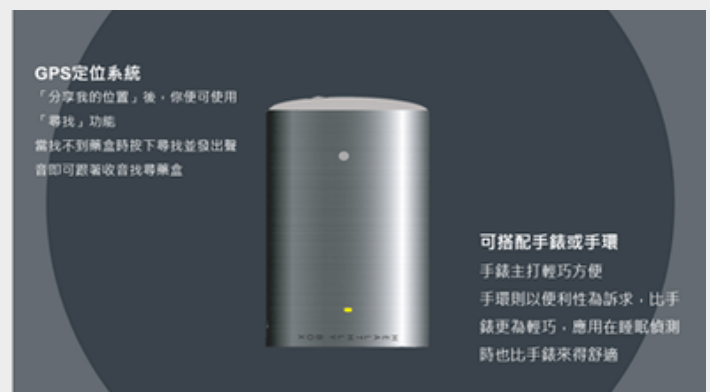 GPS定位系統
「分享我的位置」後，你便可使用
「尋找」功能
當找不到藥盒時按下尋找並發出聲
音即可跟著收音找尋藥盒
HEALTHLY BOX
可搭配手錶或手環
手錶主打輕巧方便
手環則以便利性為訴求，比手
錶更為輕巧，應用在睡眠偵測
時也比手錶來得舒適